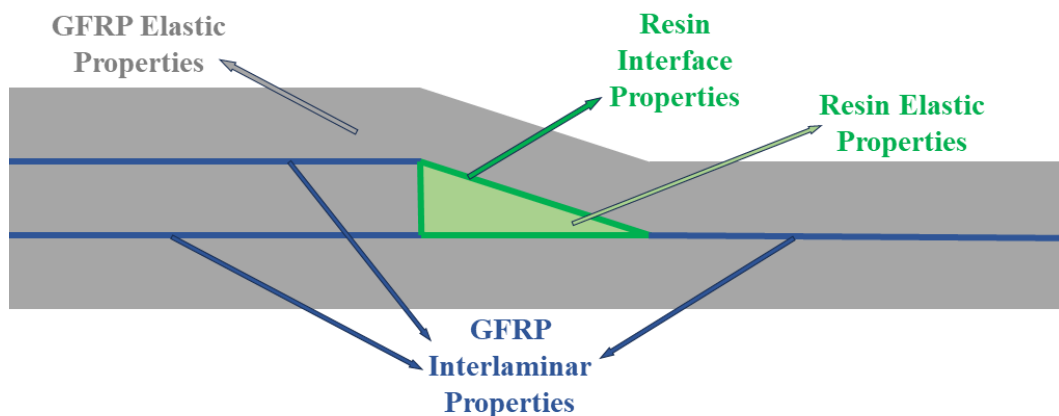 GFRP Elastic
Properties
Resin
Interface
Properties
Resin Elastic
Properties
GFRP
Interlaminar
Properties